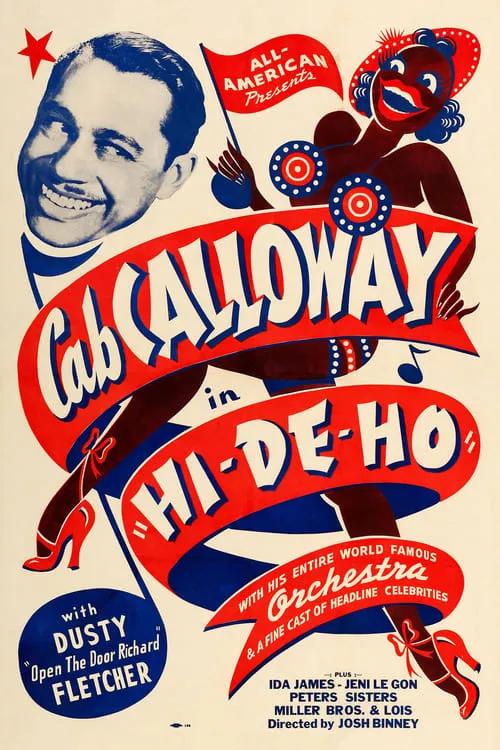 ALL-
AMERICAN
Presents
Cab CALLOWAY
in
"HI-DE-HO"
WITH HIS ENTIRE WORLD FAMOUS
Orchestra
& A FINE CAST OF HEADLINE CELEBRITIES
with
DUSTY
"Open The Door Richard"
FLETCHER
PLUS
IDA JAMES - JENI LE GON
PETERS SISTERS
MILLER BROS. & LOIS
Directed by JOSH BINNEY